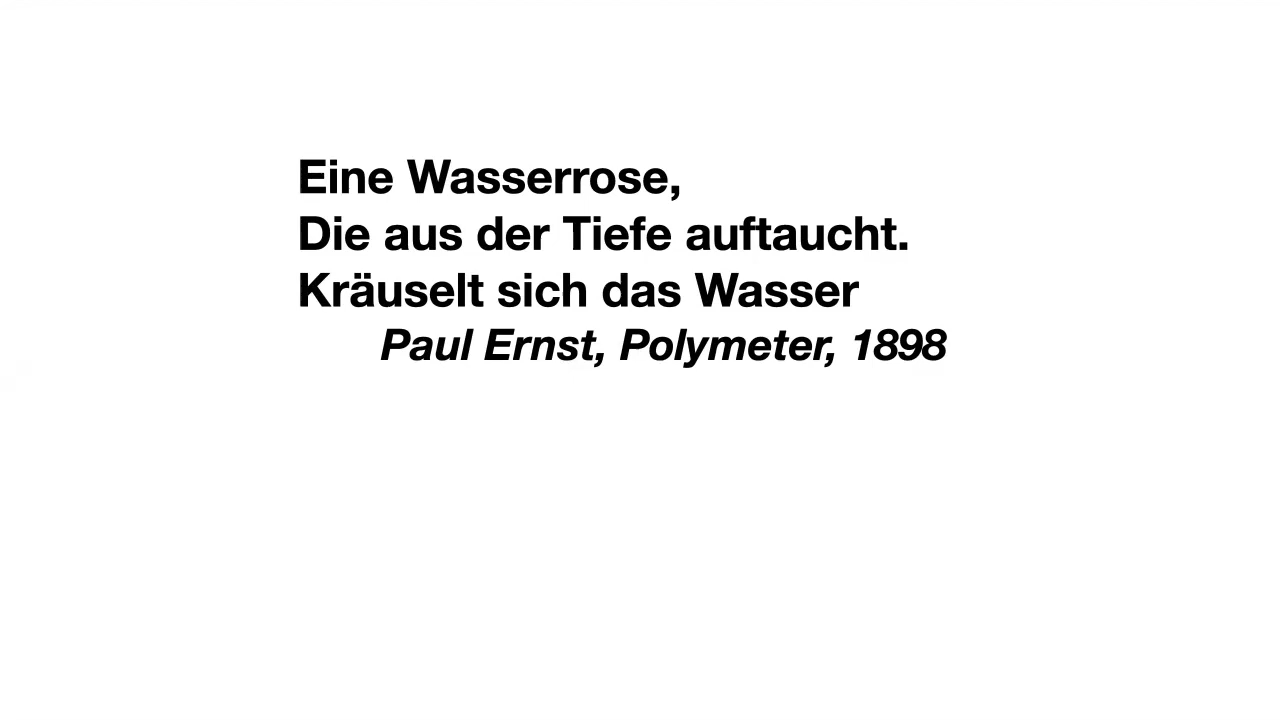 Eine Wasserrose,
Die aus der Tiefe auftaucht.
Kräuselt sich das Wasser
Paul Ernst, Polymeter, 1898